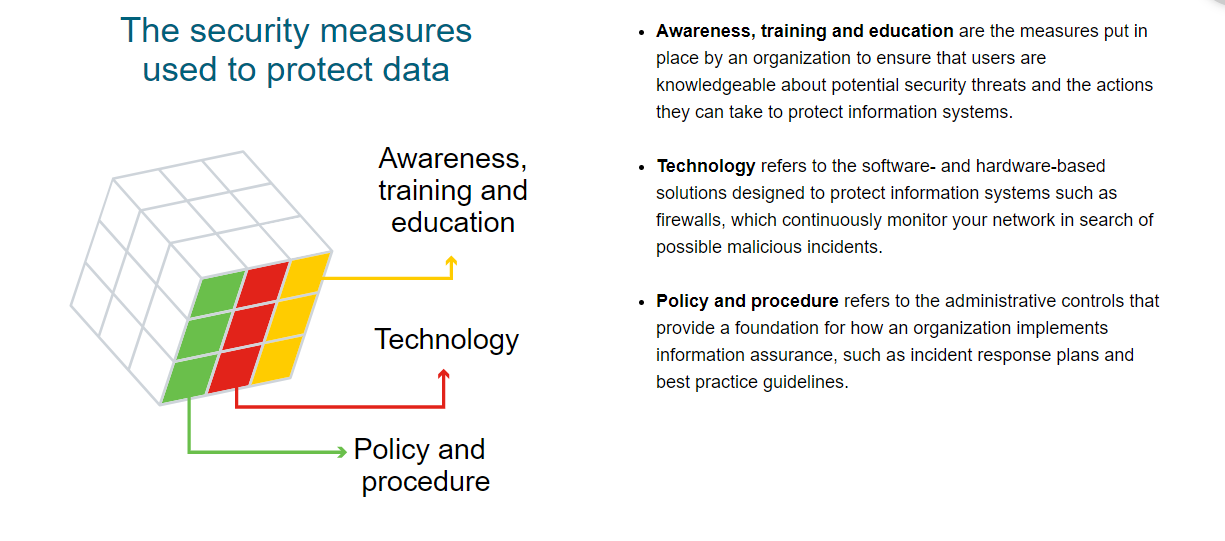 The security measures
used to protect data
Awareness,
training and
education
Technology
Policy and
procedure
• Awareness, training and education are the measures put in
place by an organization to ensure that users are
knowledgeable about potential security threats and the actions
they can take to protect information systems.
• Technology refers to the software- and hardware-based
solutions designed to protect information systems such as
firewalls, which continuously monitor your network in search of
possible malicious incidents.
• Policy and procedure refers to the administrative controls that
provide a foundation for how an organization implements
information assurance, such as incident response plans and
best practice guidelines.